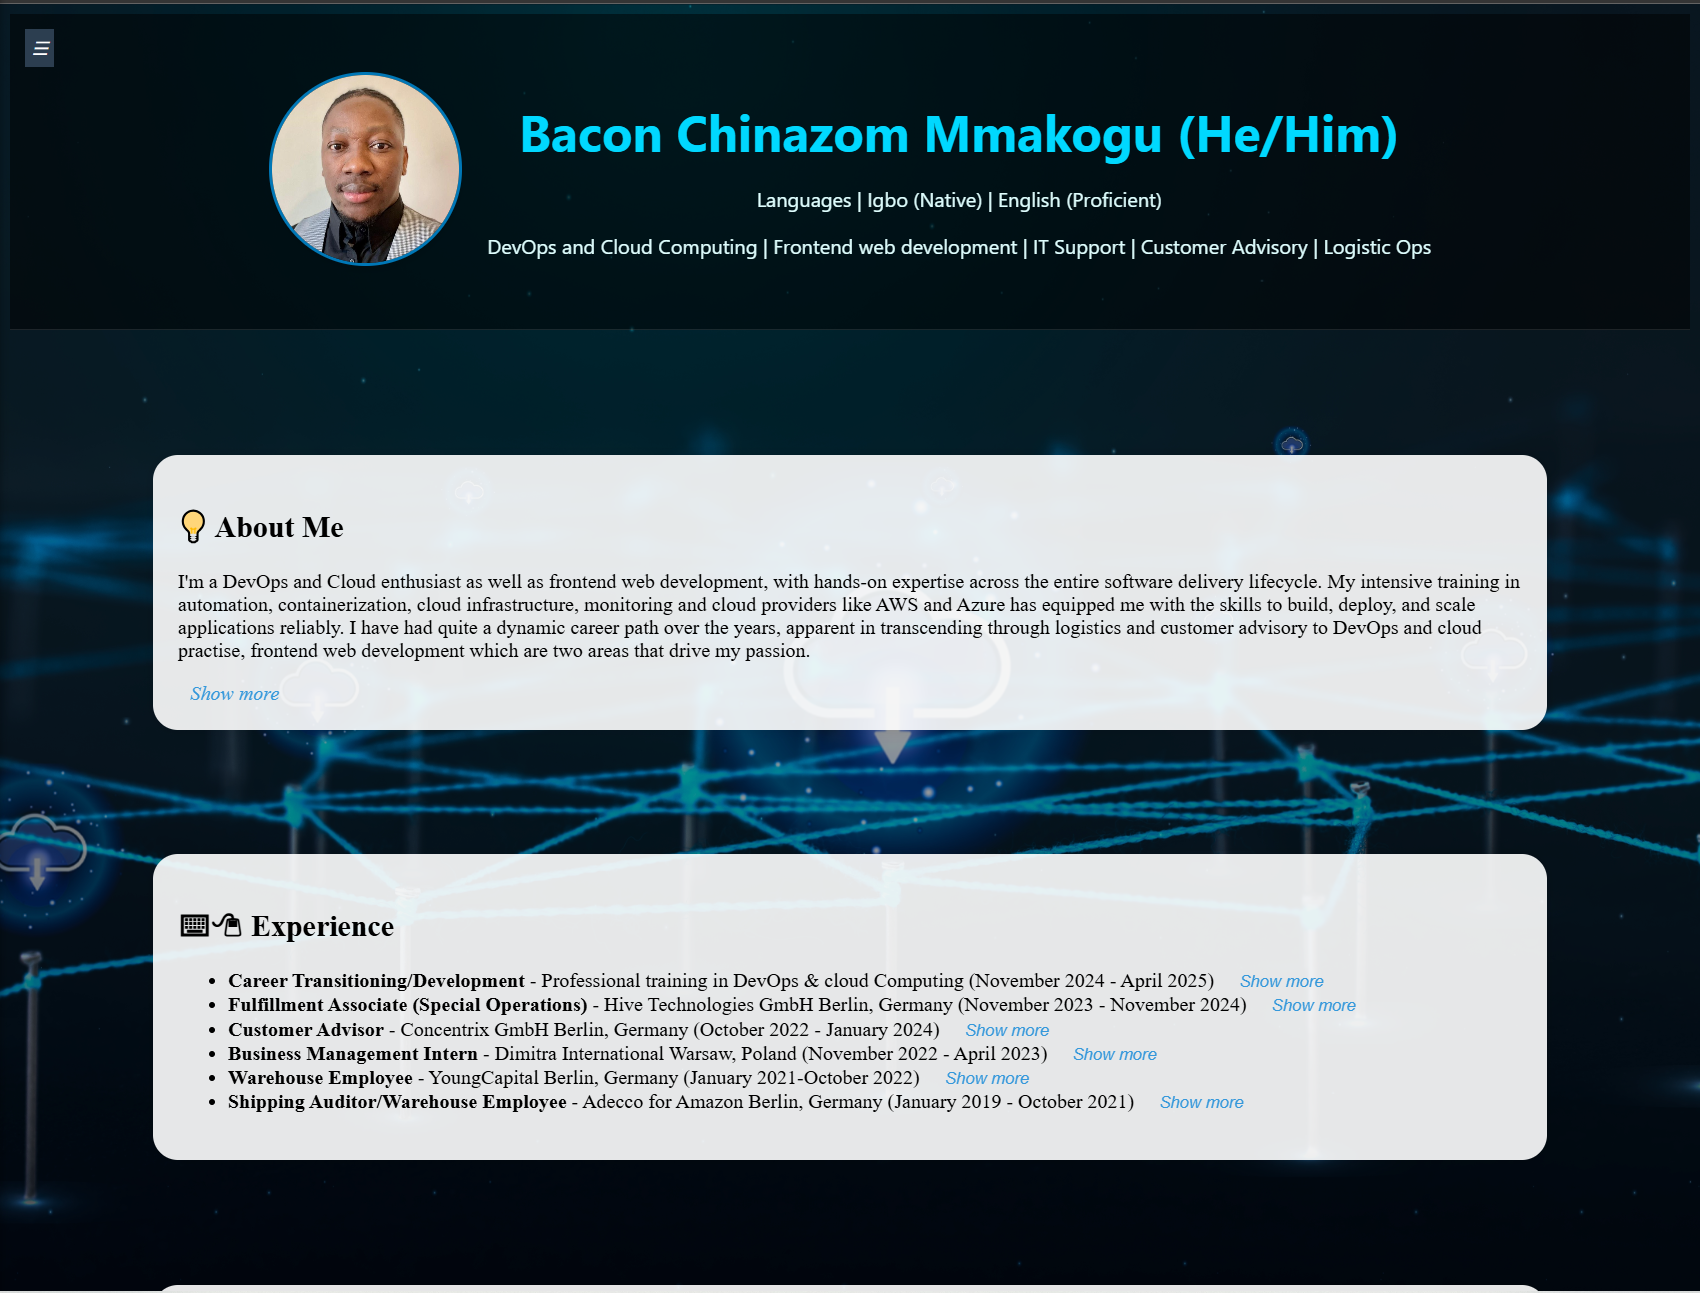 ☰
Bacon Chinazom Mmakogu (He/Him)
Languages | Igbo (Native) | English (Proficient)
DevOps and Cloud Computing | Frontend web development | IT Support | Customer Advisory | Logistic Ops
💡 About Me
I'm a DevOps and Cloud enthusiast as well as frontend web development, with hands-on expertise across the entire software delivery lifecycle. My intensive training in
automation, containerization, cloud infrastructure, monitoring and cloud providers like AWS and Azure has equipped me with the skills to build, deploy, and scale
applications reliably. I have had quite a dynamic career path over the years, apparent in transcending through logistics and customer advisory to DevOps and cloud
practise, frontend web development which are two areas that drive my passion.
Show more
Experience
• Career Transitioning/Development - Professional training in DevOps & cloud Computing (November 2024 - April 2025) Show more
• Fulfillment Associate (Special Operations) - Hive Technologies GmbH Berlin, Germany (November 2023 - November 2024) Show more
• Customer Advisor - Concentrix GmbH Berlin, Germany (October 2022 - January 2024) Show more
• Business Management Intern - Dimitra International Warsaw, Poland (November 2022 - April 2023) Show more
• Warehouse Employee - YoungCapital Berlin, Germany (January 2021-October 2022) Show more
• Shipping Auditor/Warehouse Employee - Adecco for Amazon Berlin, Germany (January 2019 - October 2021) Show more